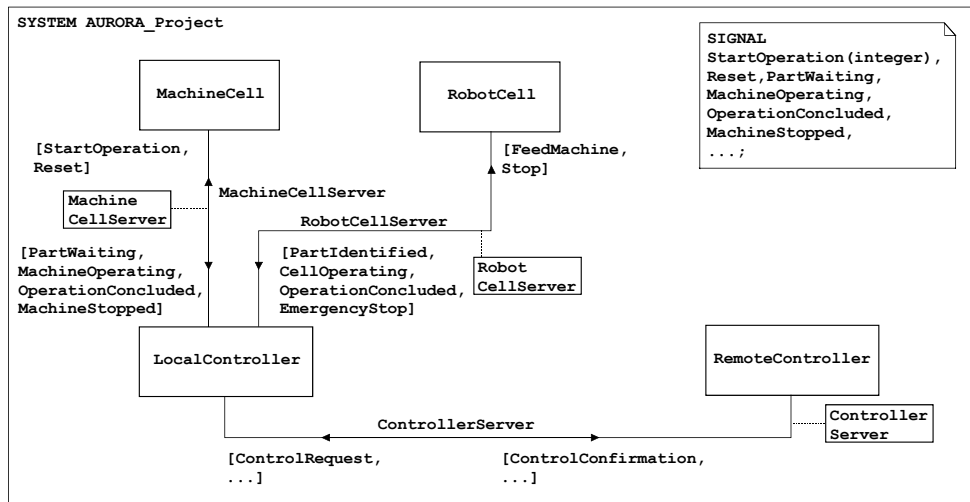 SYSTEM AURORA_Project
SIGNAL
StartOperation(integer),
Reset,PartWaiting,
MachineOperating,
OperationConcluded,
MachineStopped,
...;
MachineCell
RobotCell
[StartOperation,
Reset]
[FeedMachine,
Stop]
MachineCellServer
Machine
CellServer
RobotCellServer
[PartWaiting,
MachineOperating,
OperationConcluded,
MachineStopped]
[PartIdentified,
CellOperating,
OperationConcluded,
EmergencyStop]
Robot
CellServer
LocalController
RemoteController
ControllerServer
Controller
Server
[ControlRequest,
...]
[ControlConfirmation,
...]